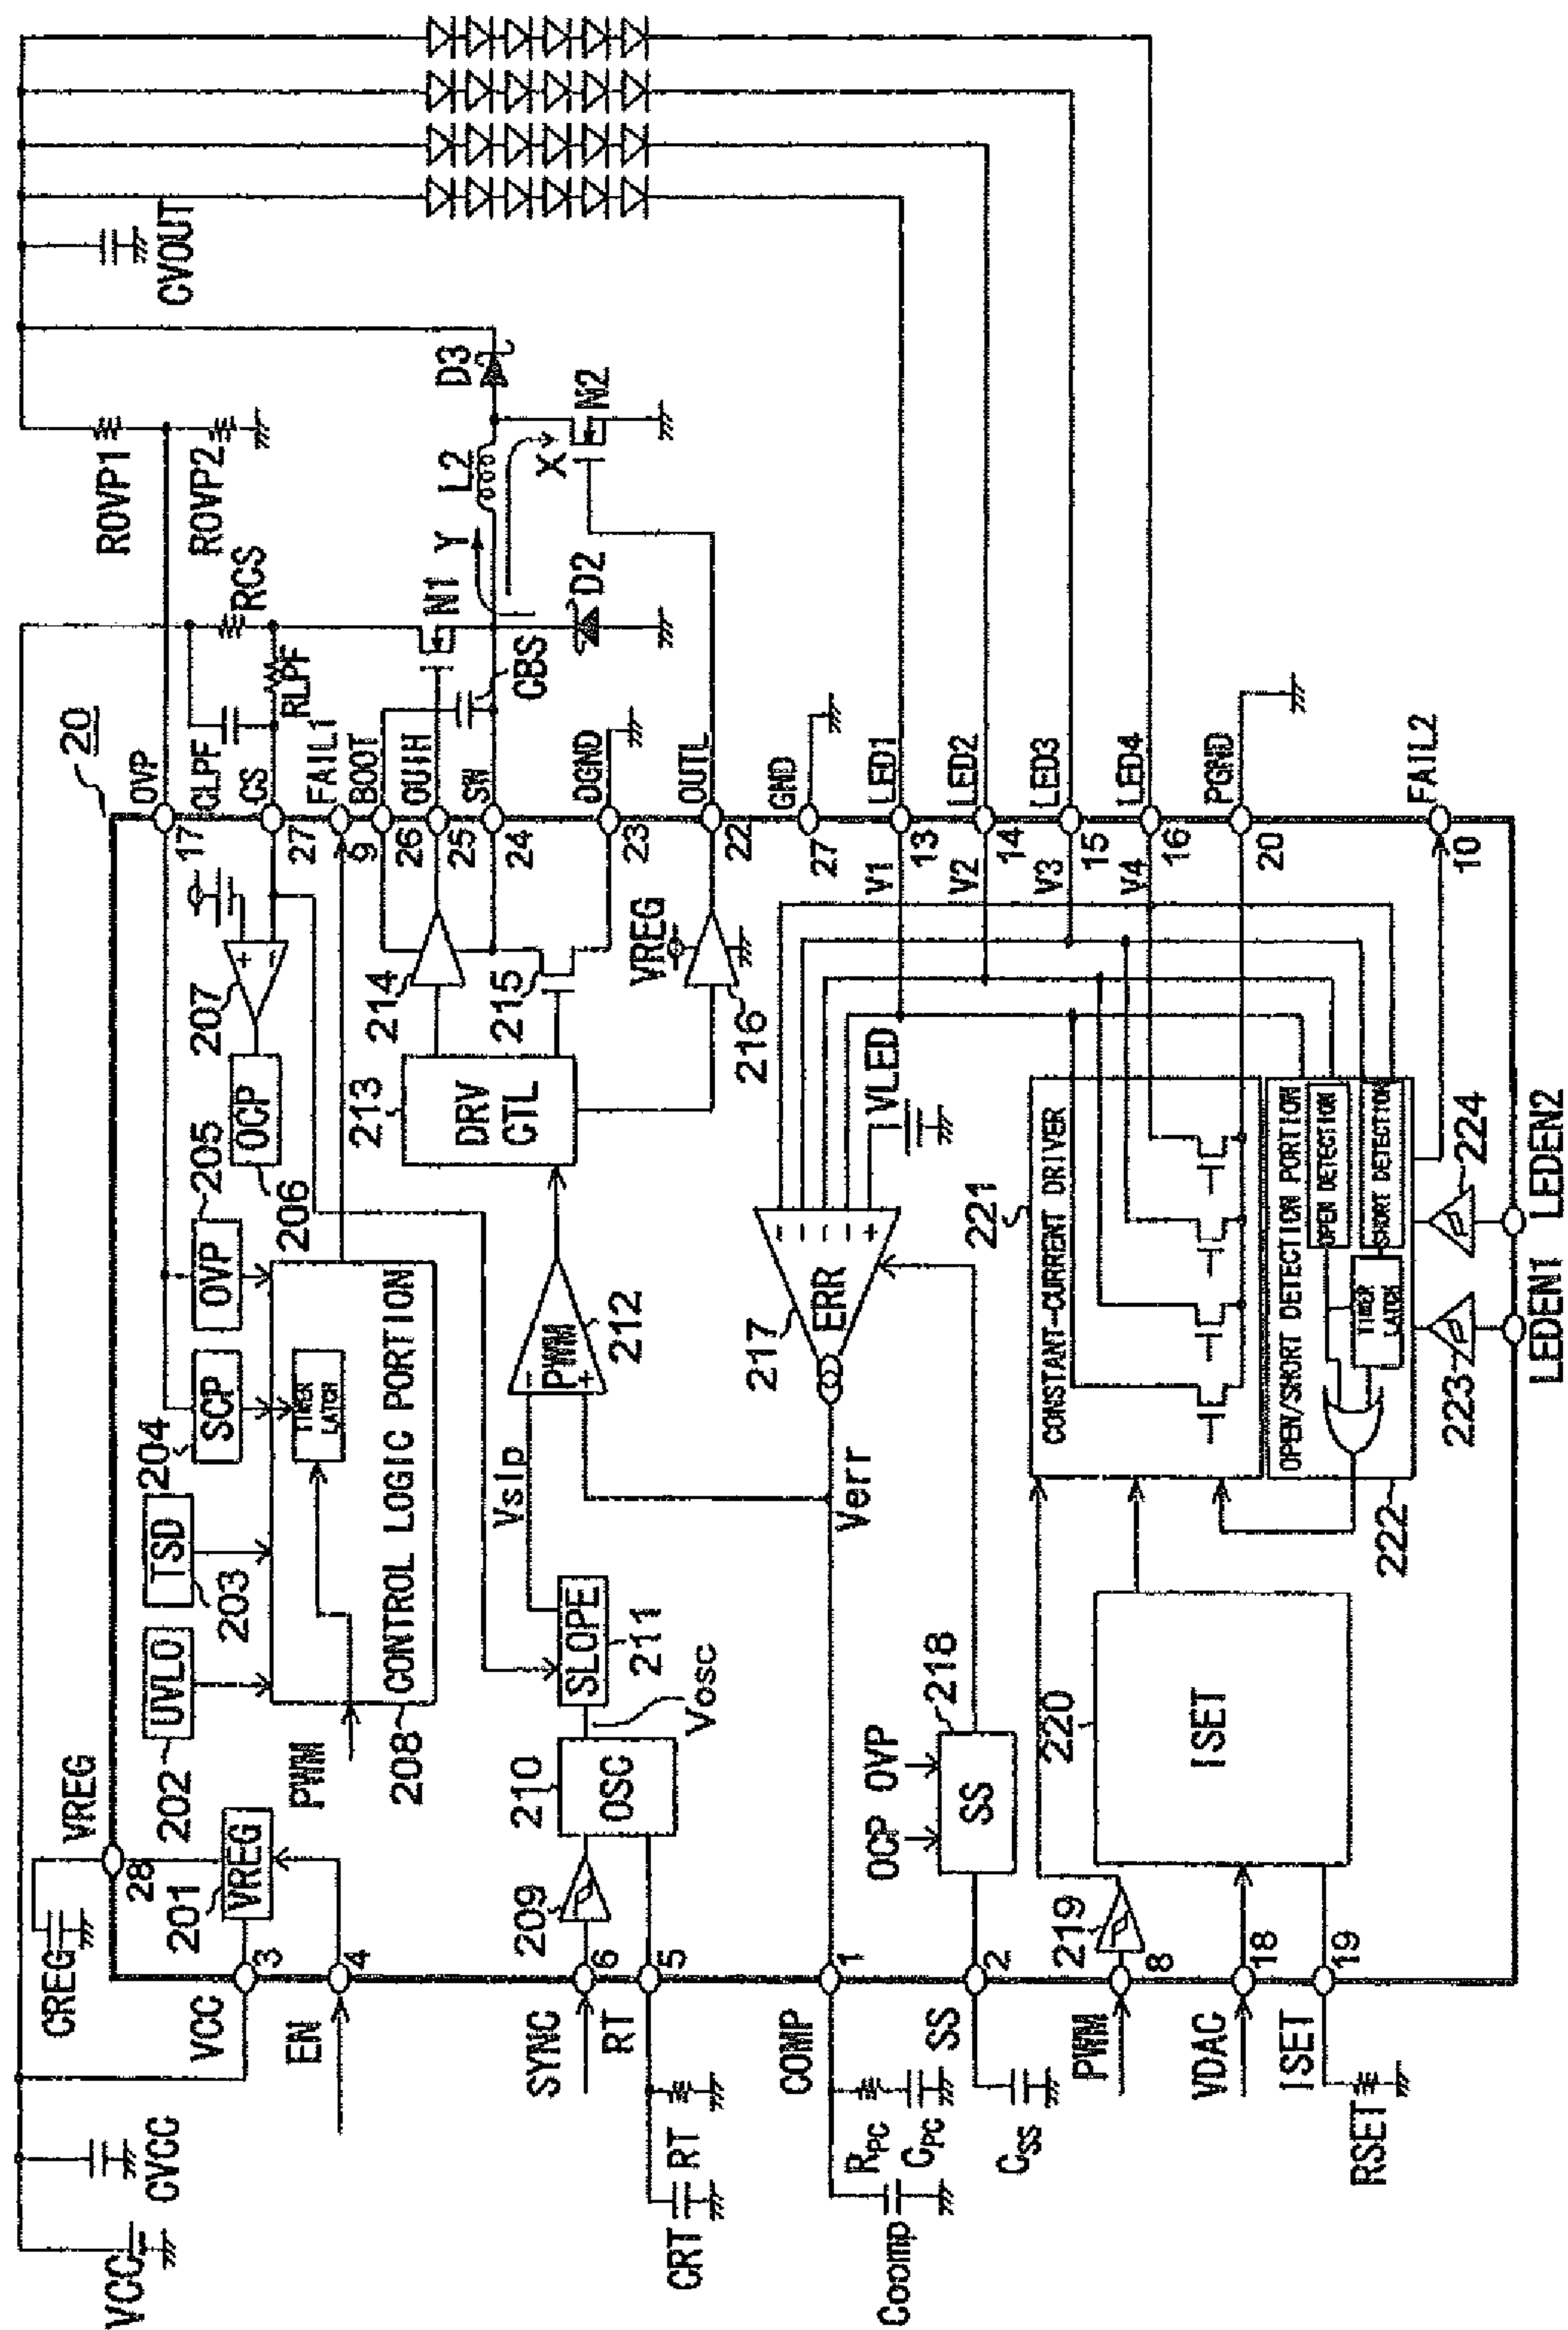 VCC
CVCC
CREG
VREG
28
20
ROVP1
ROVP2
CVOUT
OVP
17
CLPF
RCS
RLPF
CS
27
FAIL1
9
BOOT
26
OUIH
25
SW
24
CBS
DGND
23
OUTL
22
GND
27
N1
Y
L2
D3
X
N2
D2
VCC
3
EN
4
201
VREG
202
UVLO
203
TSD
204
SCP
205
OVP
206
OCP
207
PWM
TIMER
LATCH
CONTROL LOGIC PORTION
208
SYNC
6
RT
5
CRT
RT
209
210
OSC
Vosc
SLOPE
211
Vslp
PWM
212
213
DRV
CTL
214
215
VREG
216
COMP
1
RPC
CPC
Coomp
Verr
217
ERR
VLED
SS
2
CSS
OCP
OVP
SS
218
PWM
8
219
VDAC
18
ISET
19
RSET
220
ISET
221
CONSTANT-CURRENT DRIVER
OPEN/SHORT DETECTION PORTION
OPEN DETECTION
SHORT DETECTION
TIMER
LATCH
222
223
224
LEDEN1
LEDEN2
V1
LED1
13
V2
LED2
14
V3
LED3
15
V4
LED4
16
PGND
20
FAIL2
10